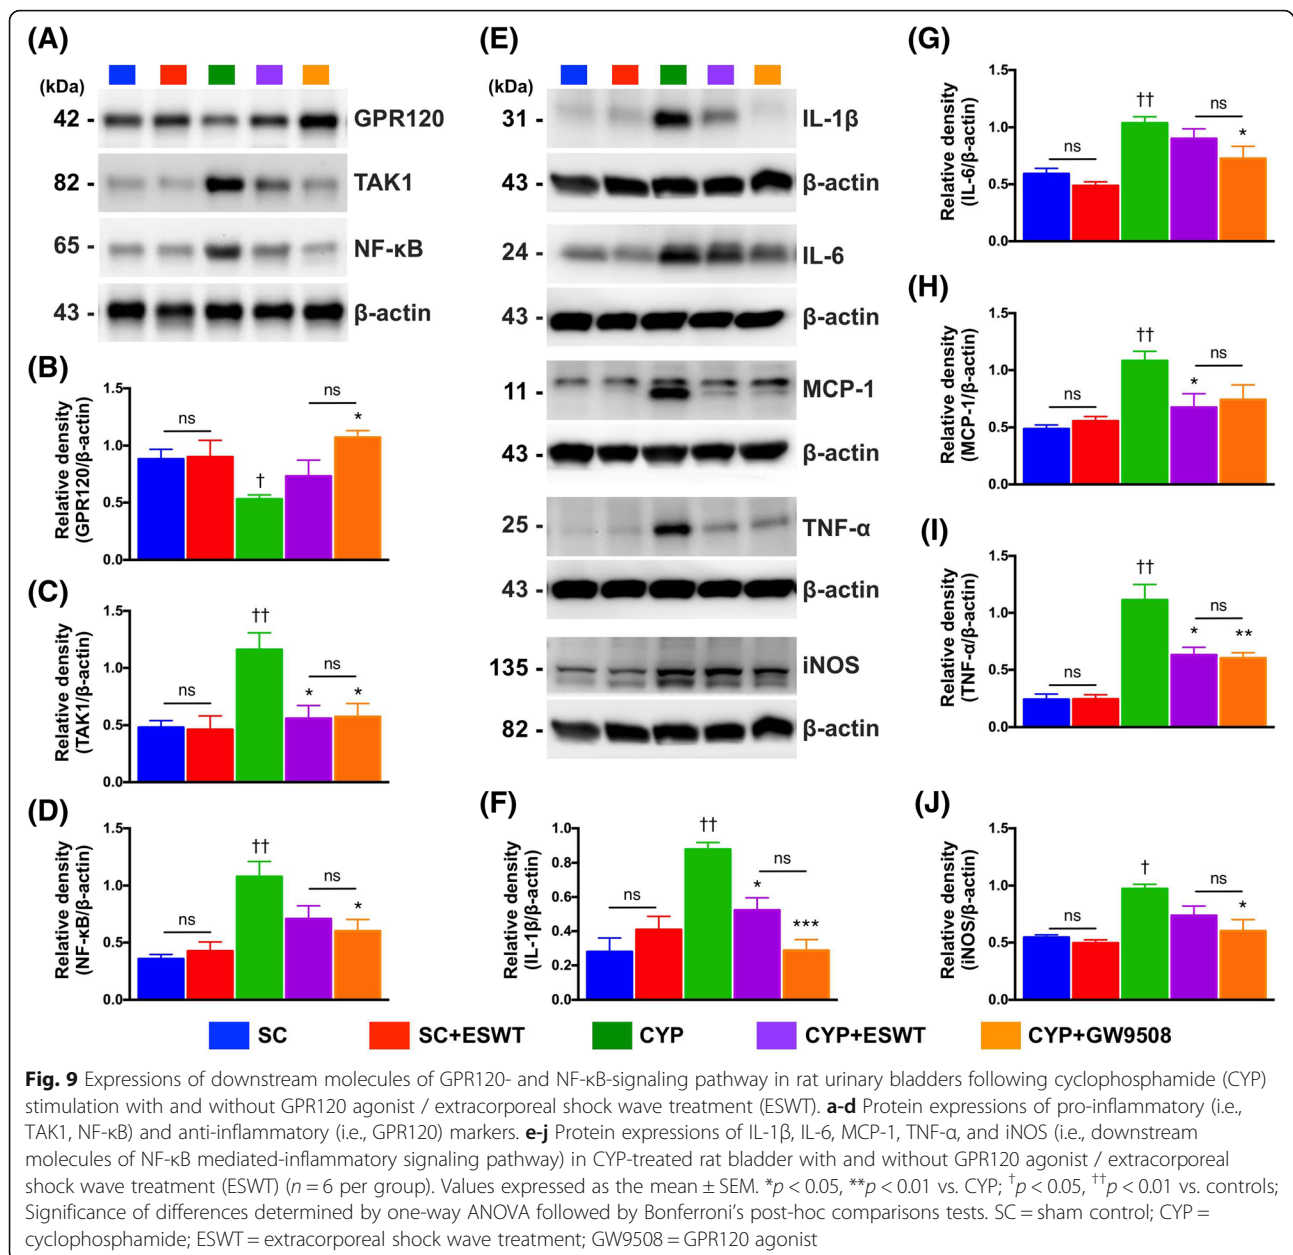 (A)
(kDa)
42 - GPR120
82 - TAK1
65 - NF-κB
43 - β-actin
(B)
Relative density
(GPR120/β-actin)
1.5
1.0
0.5
0.0
ns
†
ns
*
(C)
Relative density
(TAK1/β-actin)
1.5
1.0
0.5
0.0
ns
††
*
ns
*
(D)
Relative density
(NF-κB/β-actin)
1.5
1.0
0.5
0.0
ns
††
ns
*
(E)
(kDa)
31 - IL-1β
43 - β-actin
24 - IL-6
43 - β-actin
11 - MCP-1
43 - β-actin
25 - TNF-α
43 - β-actin
135 - iNOS
82 - β-actin
(F)
Relative density
(IL-1β/β-actin)
1.0
0.8
0.6
0.4
0.2
0.0
ns
††
*
ns
***
(G)
Relative density
(IL-6/β-actin)
1.5
1.0
0.5
0.0
ns
††
ns
*
(H)
Relative density
(MCP-1/β-actin)
1.5
1.0
0.5
0.0
ns
††
*
ns
(I)
Relative density
(TNF-α/β-actin)
1.5
1.0
0.5
0.0
ns
††
*
ns
**
(J)
Relative density
(iNOS/β-actin)
1.5
1.0
0.5
0.0
ns
†
ns
*
SC SC+ESWT CYP CYP+ESWT CYP+GW9508
Fig. 9 Expressions of downstream molecules of GPR120- and NF-κB-signaling pathway in rat urinary bladders following cyclophosphamide (CYP)
stimulation with and without GPR120 agonist / extracorporeal shock wave treatment (ESWT). a-d Protein expressions of pro-inflammatory (i.e.,
TAK1, NF-κB) and anti-inflammatory (i.e., GPR120) markers. e-j Protein expressions of IL-1β, IL-6, MCP-1, TNF-α, and iNOS (i.e., downstream
molecules of NF-κB mediated-inflammatory signaling pathway) in CYP-treated rat bladder with and without GPR120 agonist / extracorporeal
shock wave treatment (ESWT) (n = 6 per group). Values expressed as the mean ± SEM. *p < 0.05, **p < 0.01 vs. CYP; †p < 0.05, ††p < 0.01 vs. controls;
Significance of differences determined by one-way ANOVA followed by Bonferroni's post-hoc comparisons tests. SC = sham control; CYP =
cyclophosphamide; ESWT = extracorporeal shock wave treatment; GW9508 = GPR120 agonist